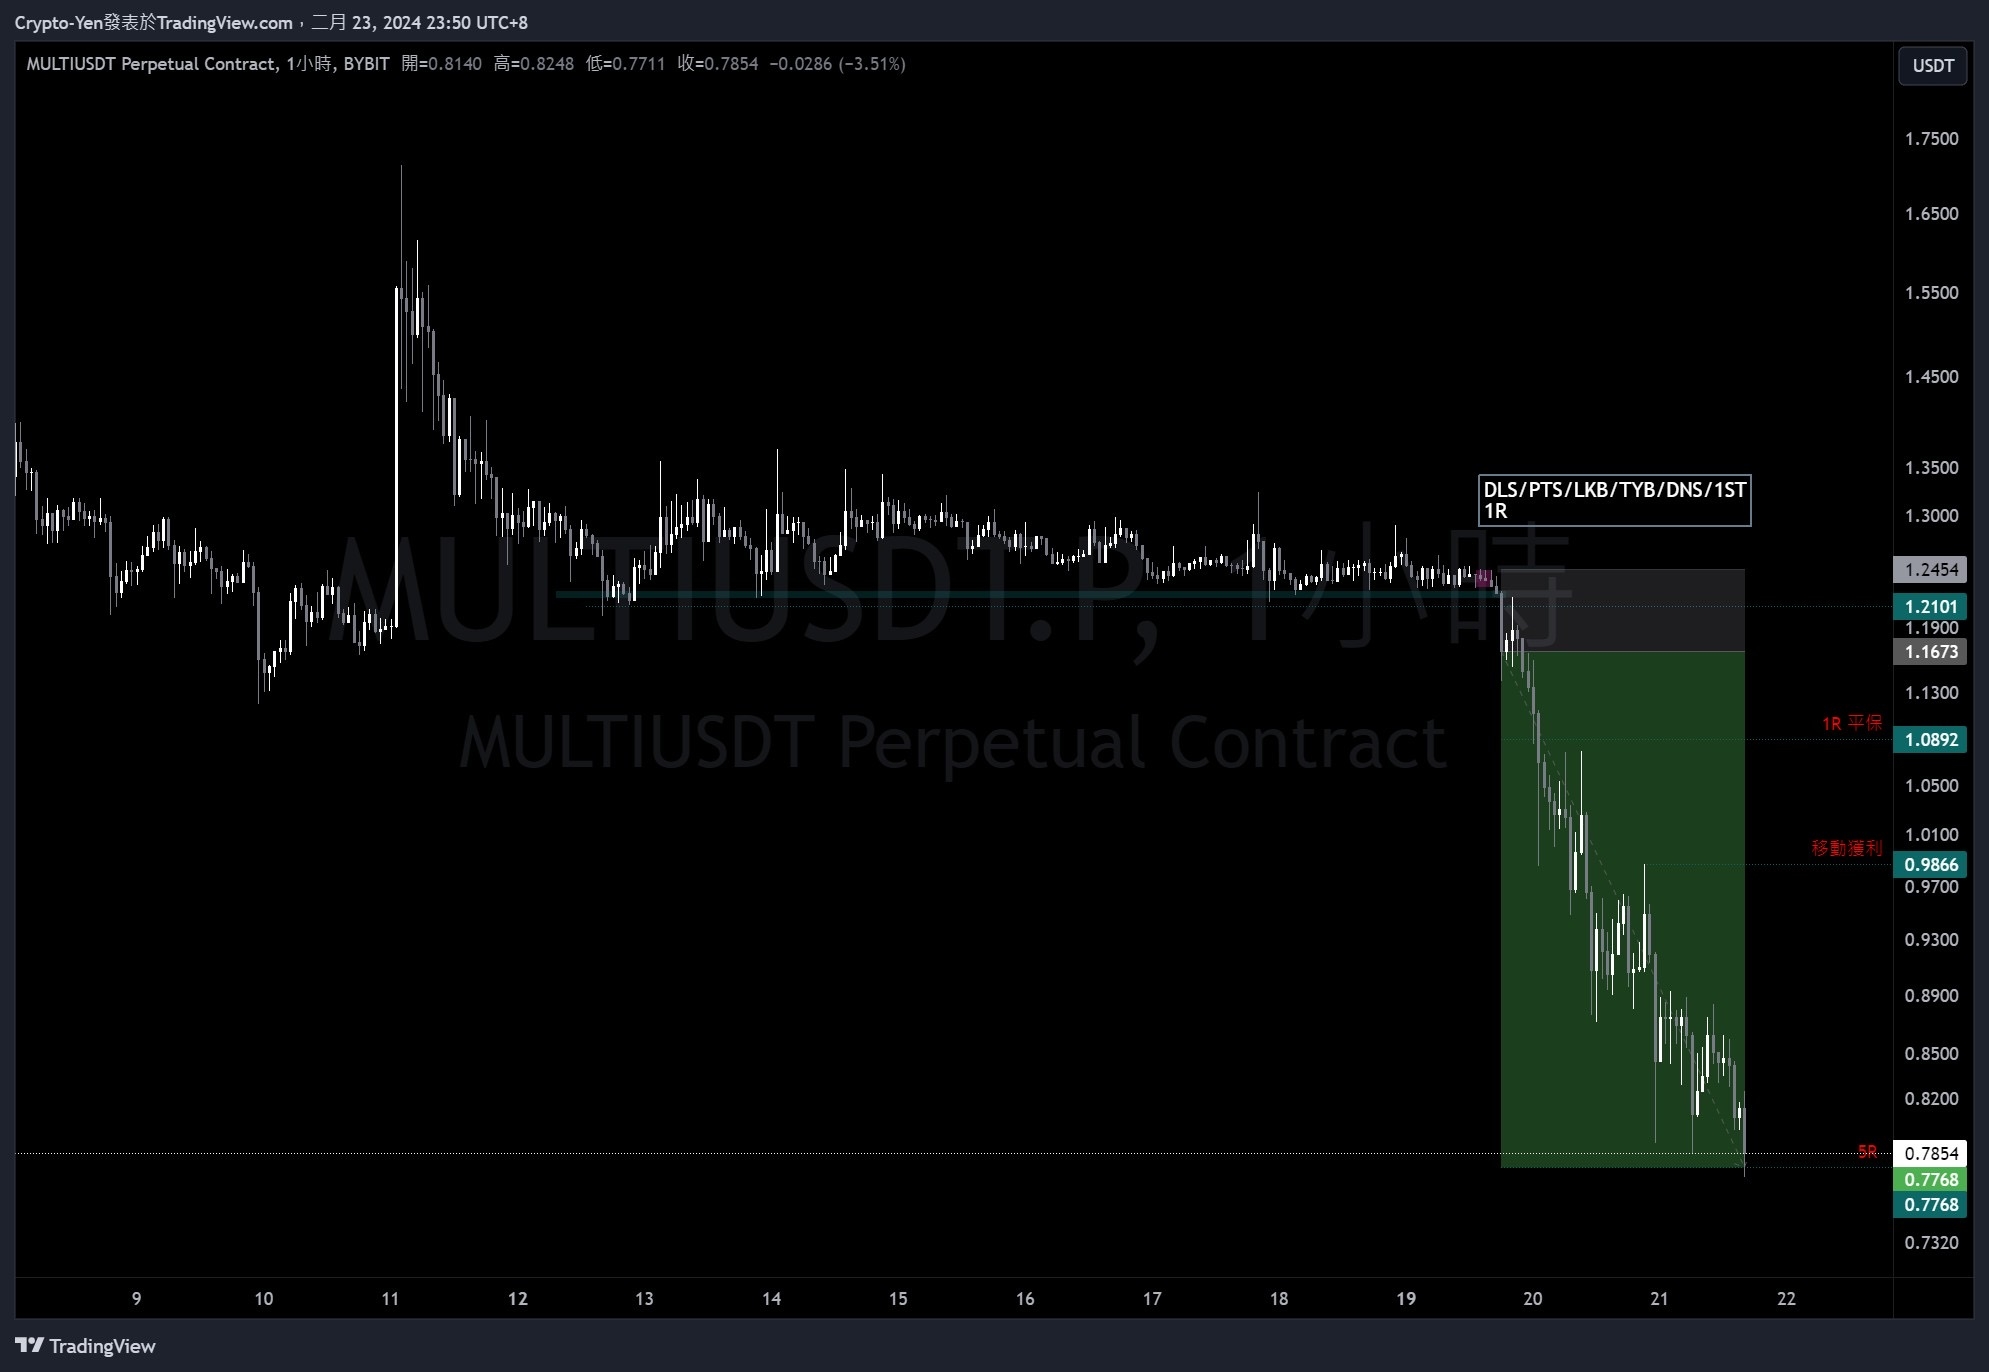 Crypto-Yen發表於TradingView.com，二月 23, 2024 23:50 UTC+8
MULTIUSDT Perpetual Contract, 1小時, BYBIT 開=0.8140 高=0.8248 低=0.7711 收=0.7854 −0.0286 (−3.51%)
USDT
1.7500
1.6500
1.5500
1.4500
1.3500
DLS/PTS/LKB/TYB/DNS/1ST
1R
1.3000
1.2454
MULTIUSDT.P, 1小時
1.2101
1.1900
1.1673
1.1300
1R 平保
1.0892
MULTIUSDT Perpetual Contract
1.0500
1.0100
移動獲利
0.9866
0.9700
0.9300
0.8900
0.8500
0.8200
5R
0.7854
0.7768
0.7768
0.7320
9 10 11 12 13 14 15 16 17 18 19 20 21 22
TradingView